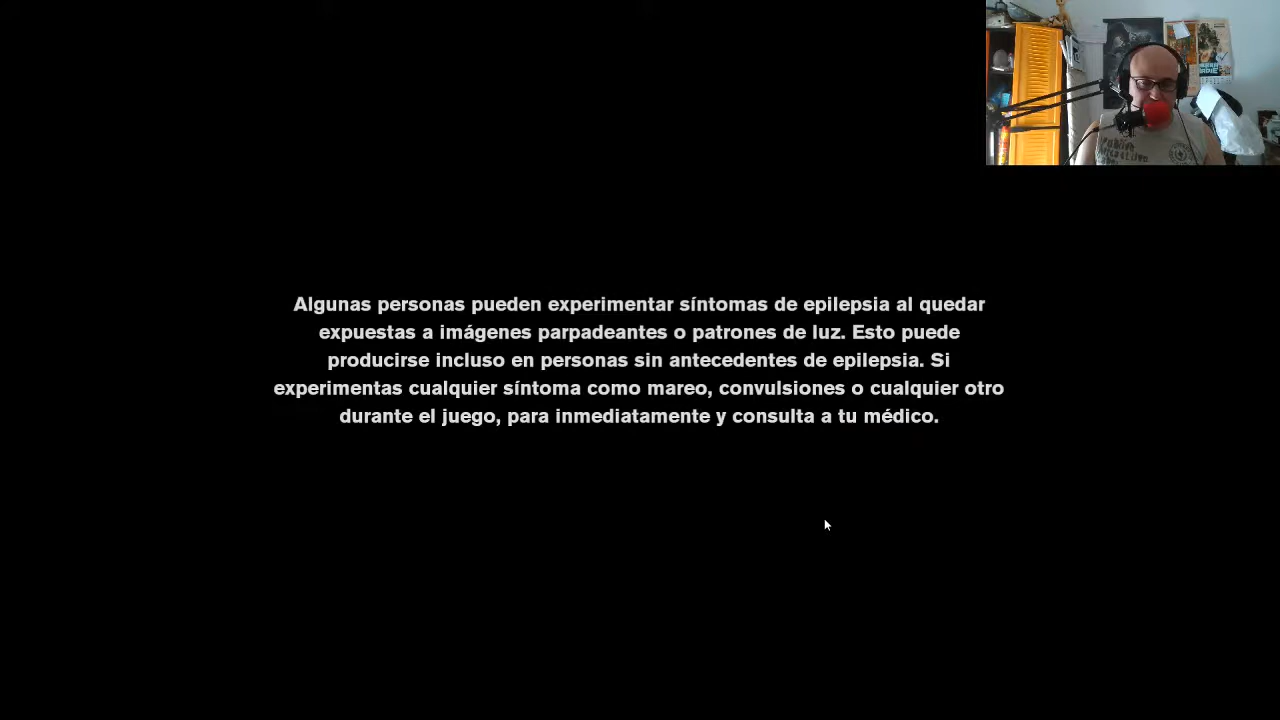 Algunas personas pueden experimentar síntomas de epilepsia al quedar
expuestas a imágenes parpadeantes o patrones de luz. Esto puede
producirse incluso en personas sin antecedentes de epilepsia. Si
experimentas cualquier síntoma como mareo, convulsiones o cualquier otro
durante el juego, para inmediatamente y consulta a tu médico.